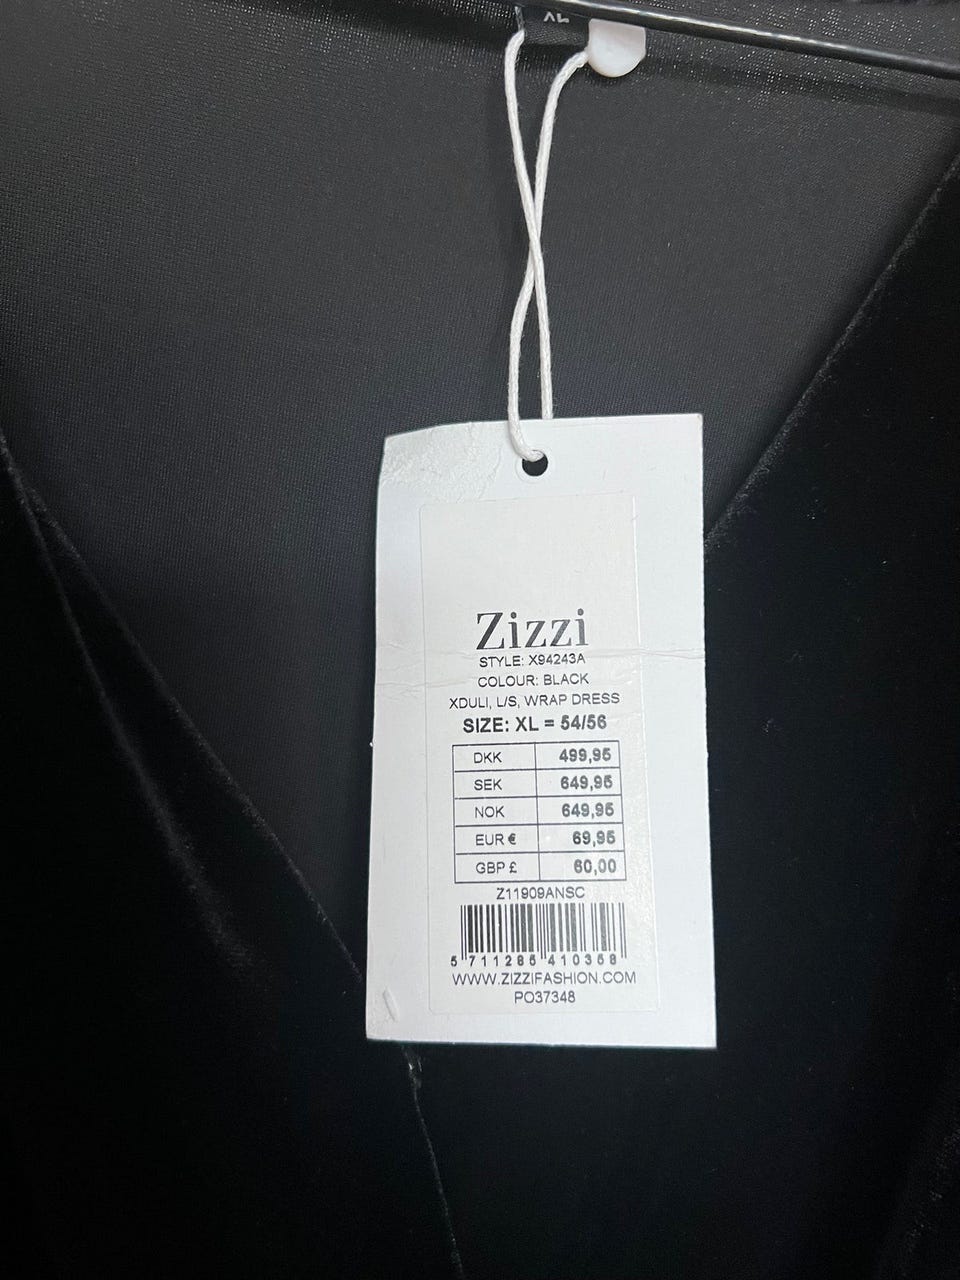 XL
Zizzi
STYLE: X94243A
COLOUR: BLACK
XDULI, L/S, WRAP DRESS
SIZE: XL = 54/56
DKK 499,95
SEK 649,95
NOK 649,95
EUR € 69,95
GBP £ 60,00
Z11909ANSC
5 711285 410358
WWW.ZIZZIFASHION.COM
PO37348